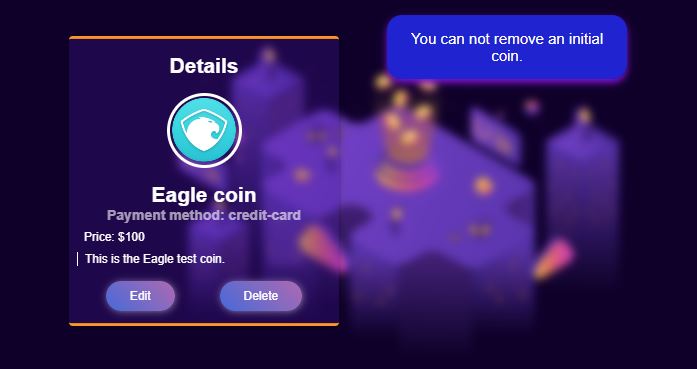 You can not remove an initial
coin.
Details
Eagle coin
Payment method: credit-card
Price: $100
This is the Eagle test coin.
Edit
Delete